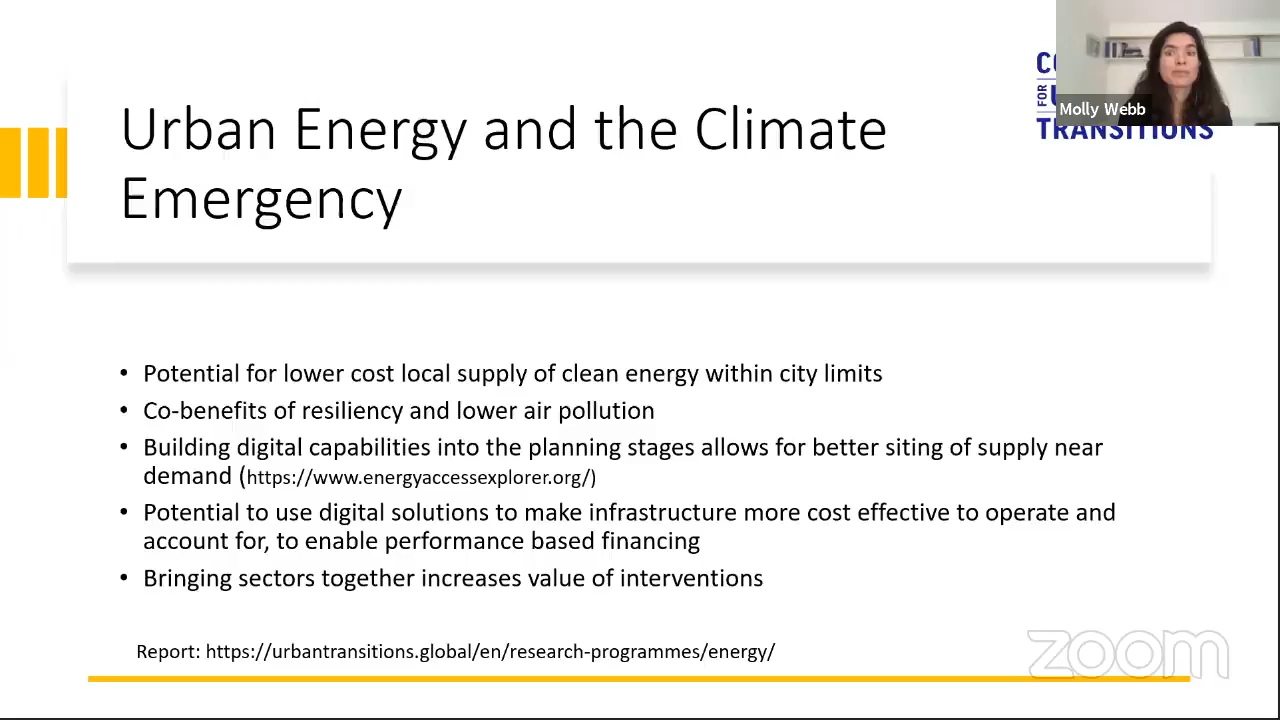 Urban Energy and the Climate
Emergency
FOR
TRANSITIONS
Molly Webb
• Potential for lower cost local supply of clean energy within city limits
• Co-benefits of resiliency and lower air pollution
• Building digital capabilities into the planning stages allows for better siting of supply near
demand (https://www.energyaccessexplorer.org/)
• Potential to use digital solutions to make infrastructure more cost effective to operate and
account for, to enable performance based financing
• Bringing sectors together increases value of interventions
Report: https://urbantransitions.global/en/research-programmes/energy/
zoom